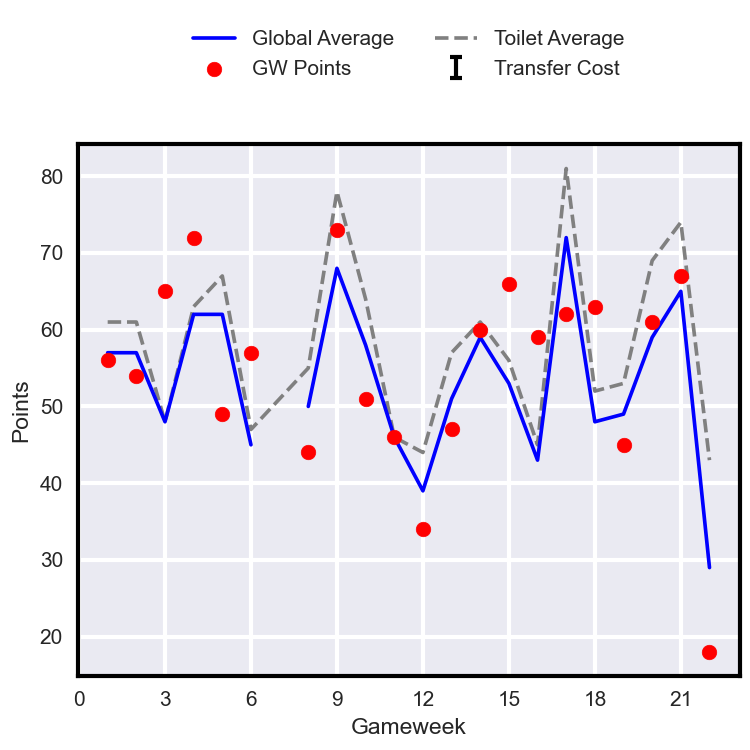 Global Average
Toilet Average
GW Points
Transfer Cost
80
70
60
50
40
30
20
Points
0 3 6 9 12 15 18 21
Gameweek